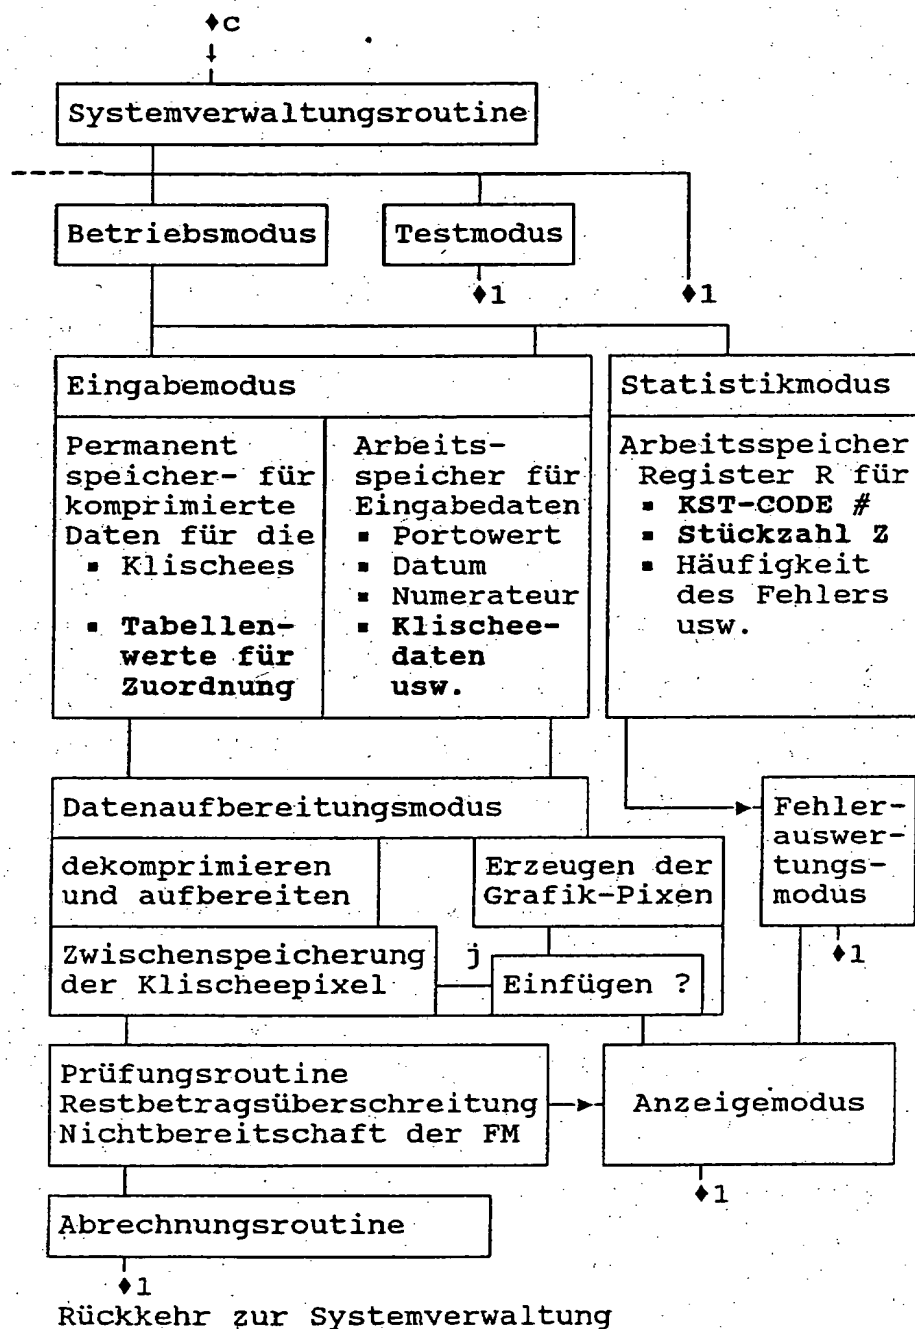 ♦c
Systemverwaltungsroutine
Betriebsmodus
Testmodus
♦1
♦1
Eingabemodus
Permanent
speicher- für
komprimierte
Daten für die
▪ Klischees
▪ Tabellen-
werte für
Zuordnung
Arbeits-
speicher für
Eingabedaten
▪ Portowert
▪ Datum
▪ Numerateur
▪ Klischee-
daten
usw.
Statistikmodus
Arbeitsspeicher
Register R für
▪ KST-CODE #
▪ Stückzahl Z
▪ Häufigkeit
des Fehlers
usw.
Datenaufbereitungsmodus
dekomprimieren
und aufbereiten
Erzeugen der
Grafik-Pixen
Zwischenspeicherung
der Klischeepixel
j
Einfügen ?
Fehler-
auswer-
tungs-
modus
♦1
Prüfungsroutine
Restbetragsüberschreitung
Nichtbereitschaft der FM
Anzeigemodus
♦1
Abrechnungsroutine
♦1
Rückkehr zur Systemverwaltung